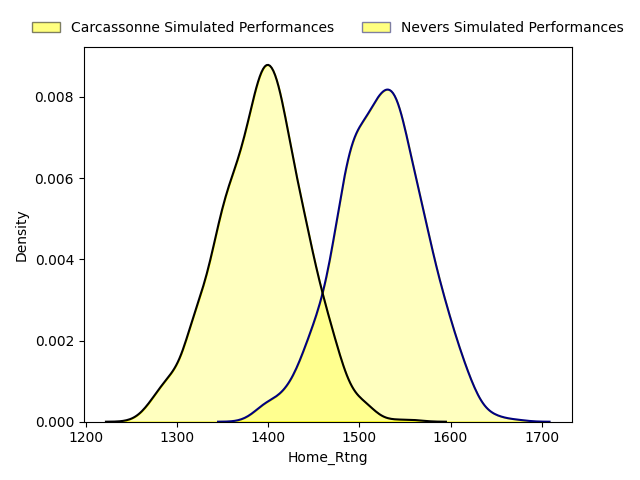 Carcassonne Simulated Performances Nevers Simulated Performances
0.008
0.006
0.004
0.002
0.000
Density
1200 1300 1400 1500 1600 1700
Home_Rtng